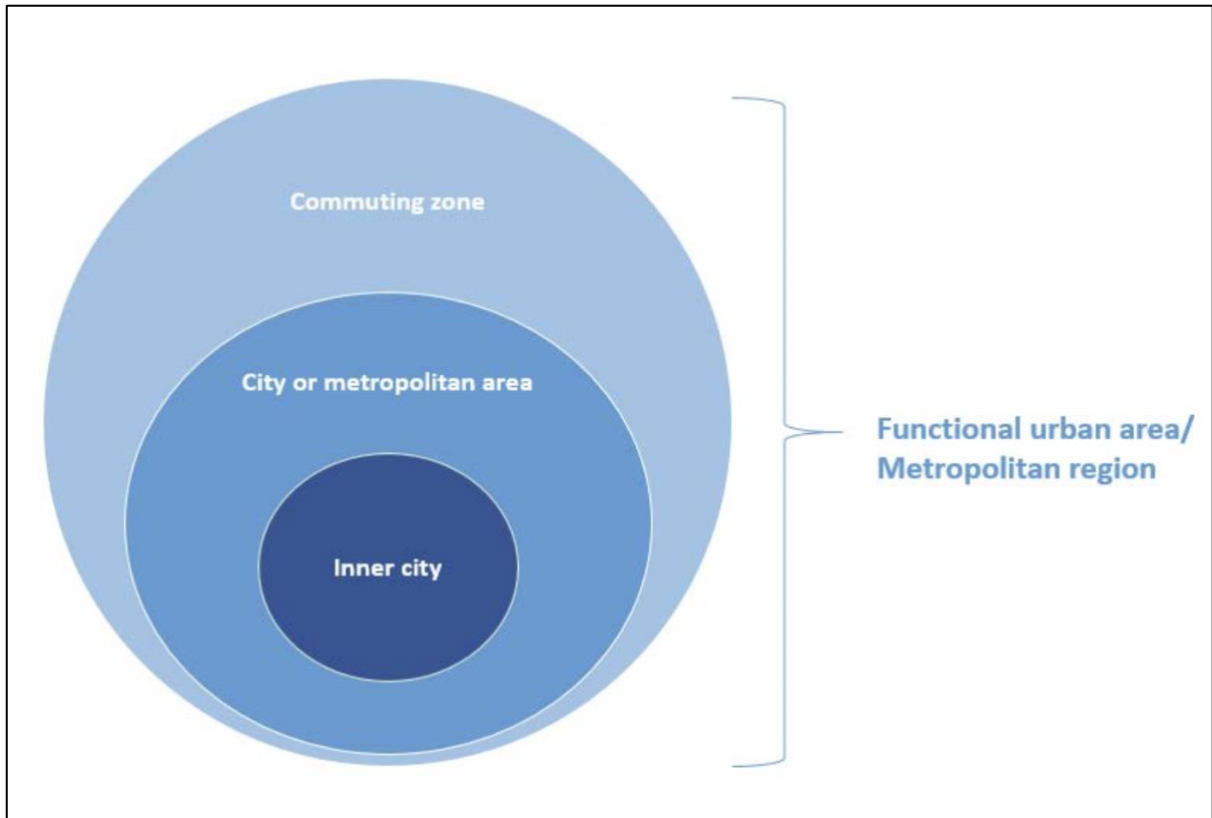 Commuting zone
City or metropolitan area
Inner city
Functional urban area/
Metropolitan region